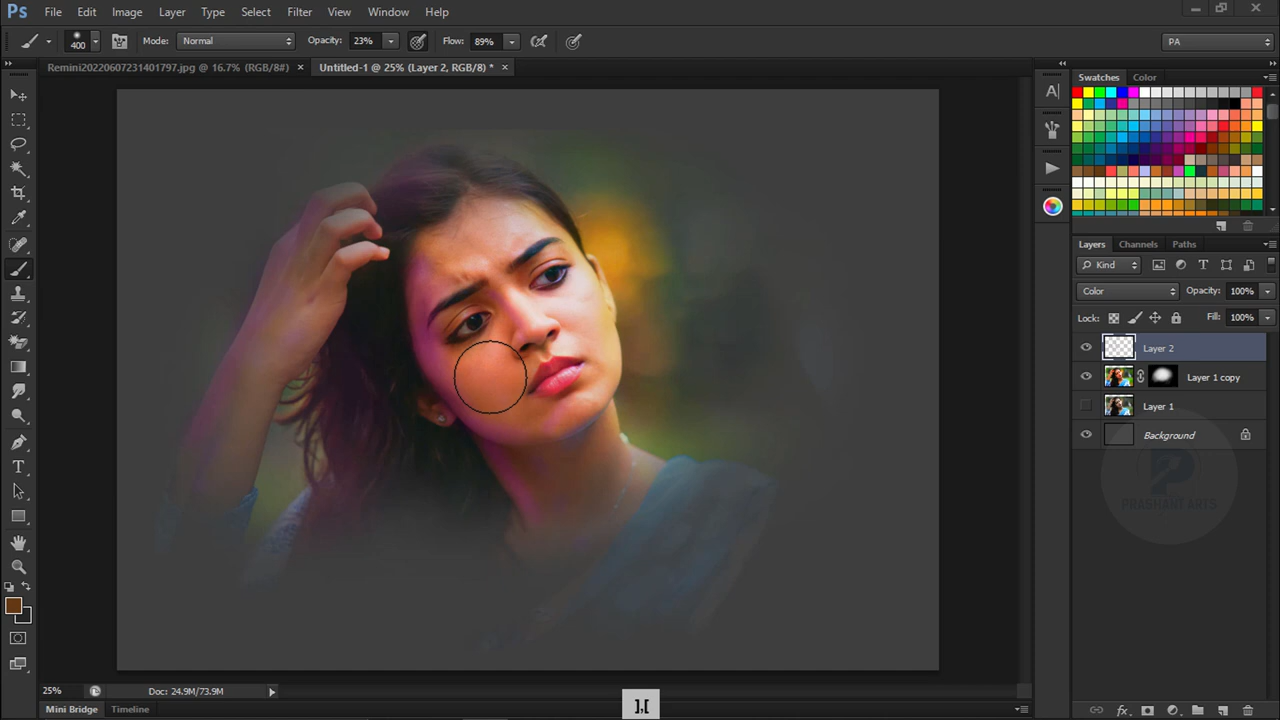 Ps File Edit Image Layer Type Select Filter View Window Help
400 Mode: Normal Opacity: 23% Flow: 89% PA
Remini20220607231401797.jpg @ 16.7% (RGB/8#) × Untitled-1 @ 25% (Layer 2, RGB/8) * ×
Swatches Color
Layers Channels Paths
Kind
Color Opacity: 100%
Lock: Fill: 100%
Layer 2
Layer 1 copy
Layer 1
Background
PRASHANT ARTS
25% Doc: 24.9M/73.9M
],[
Mini Bridge Timeline